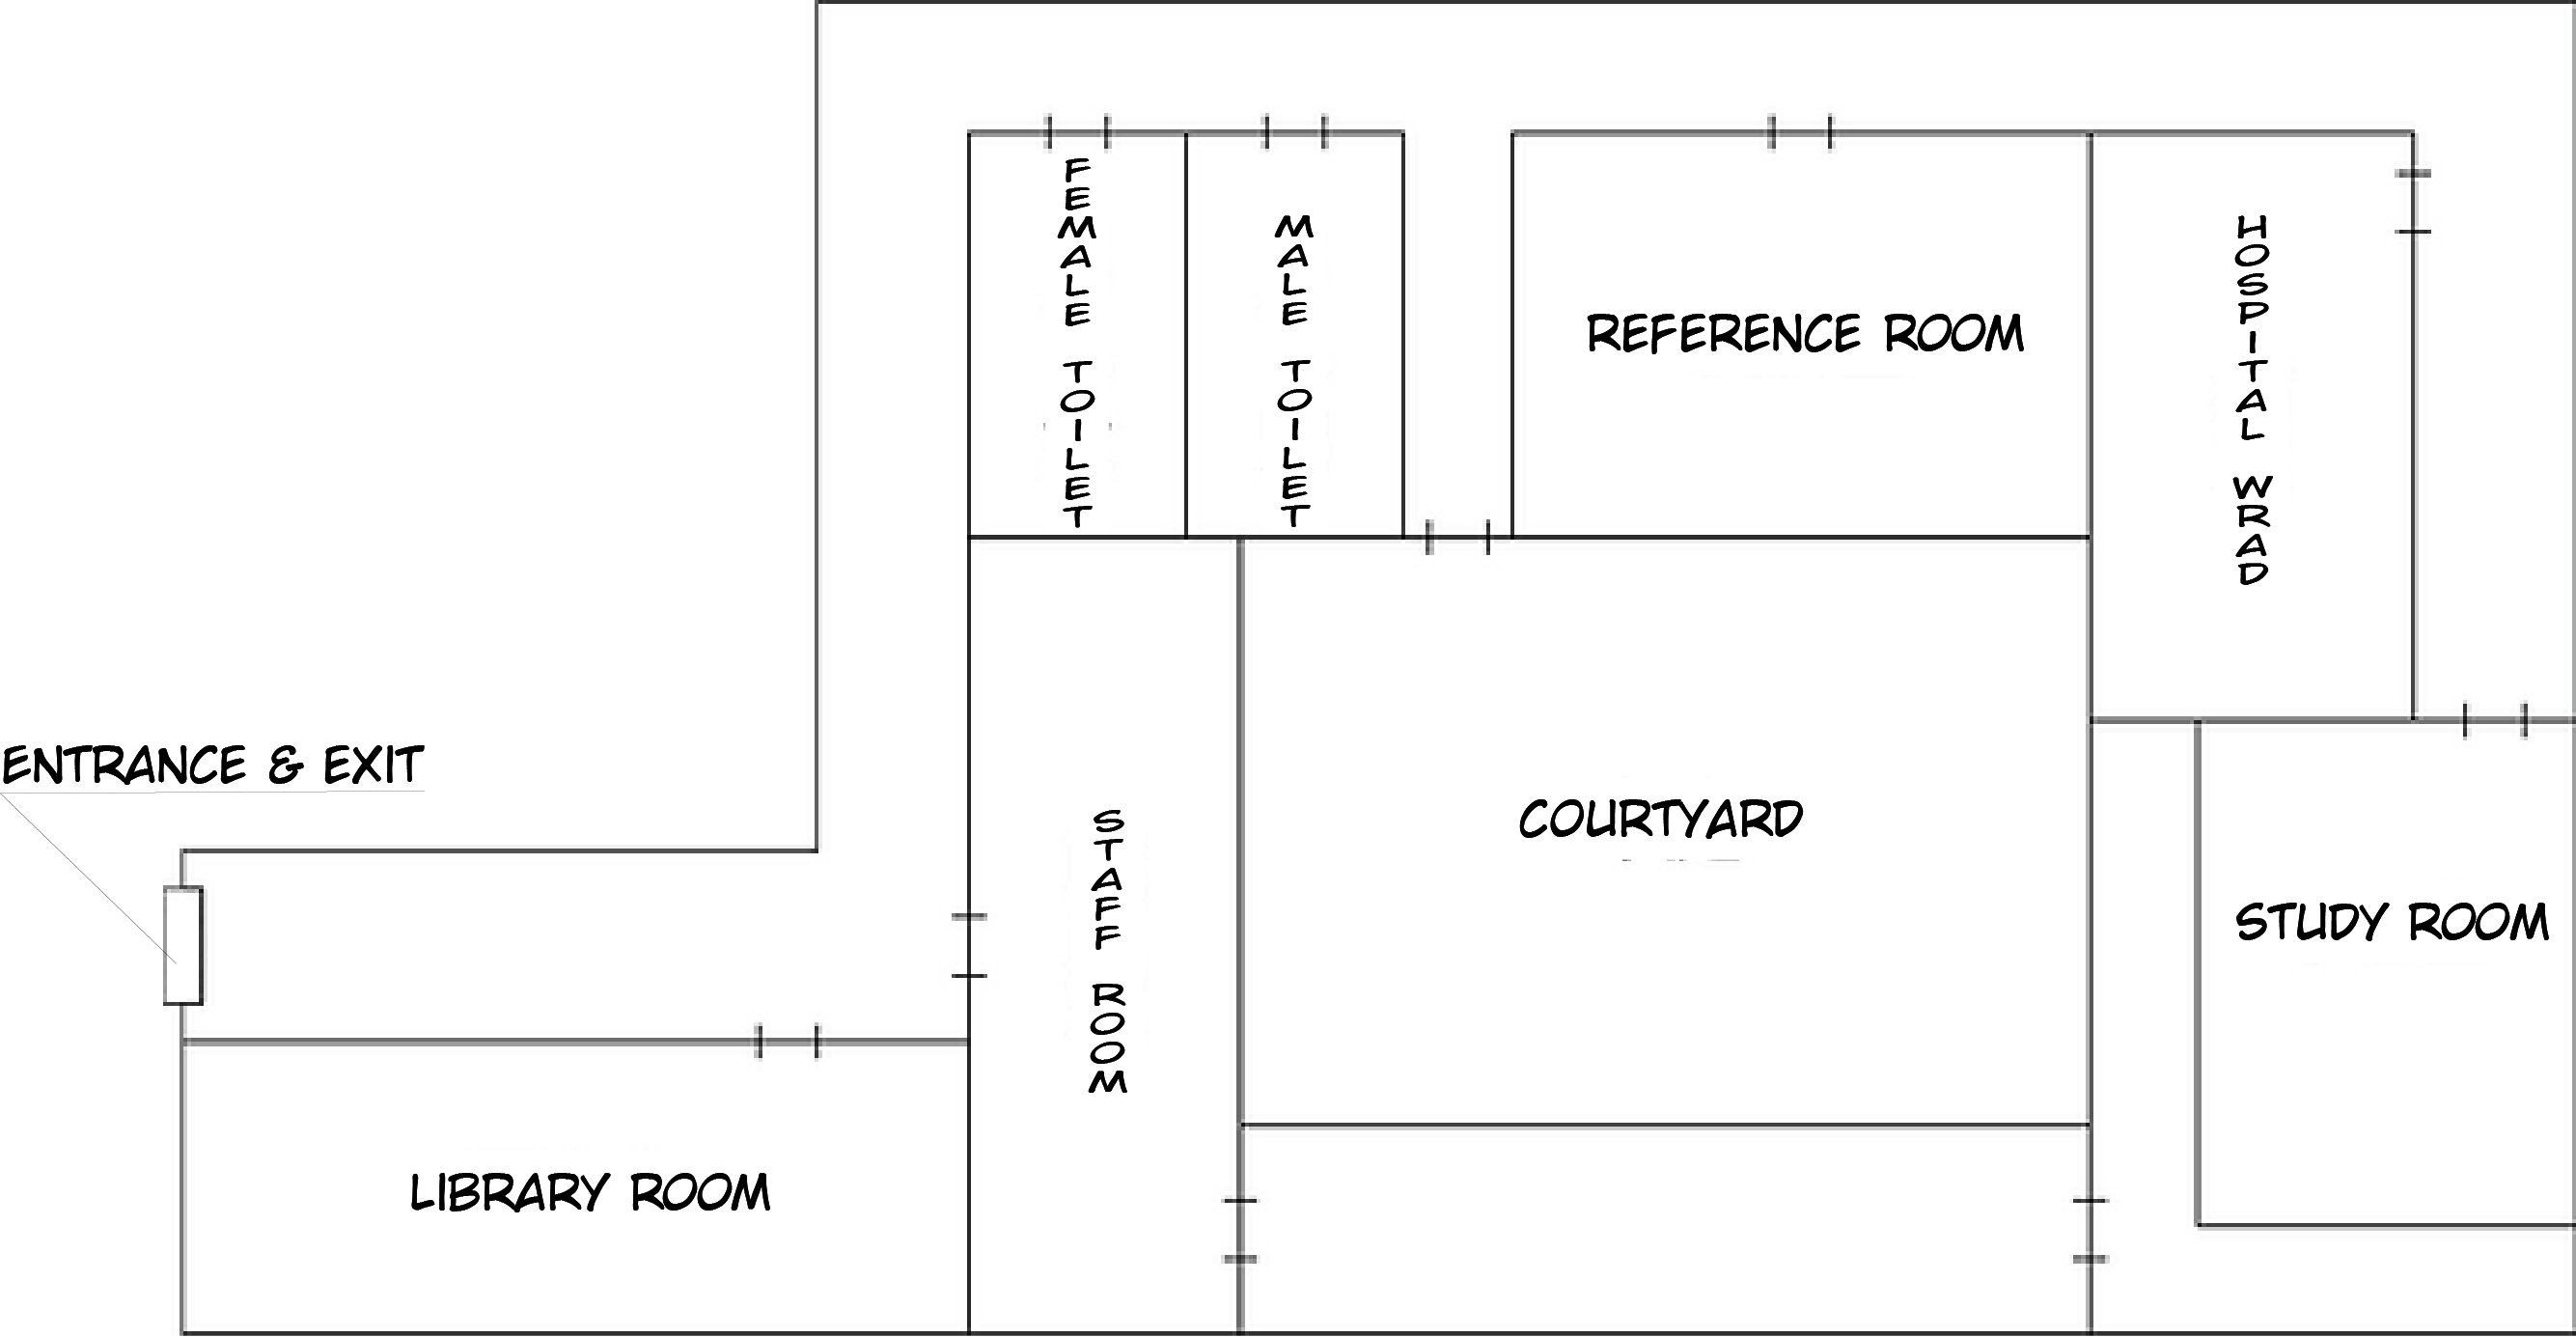 FEMALE TOILET
MALE TOILET
REFERENCE ROOM
HOSPITAL WRAD
ENTRANCE & EXIT
STAFF ROOM
COURTYARD
STUDY ROOM
LIBRARY ROOM